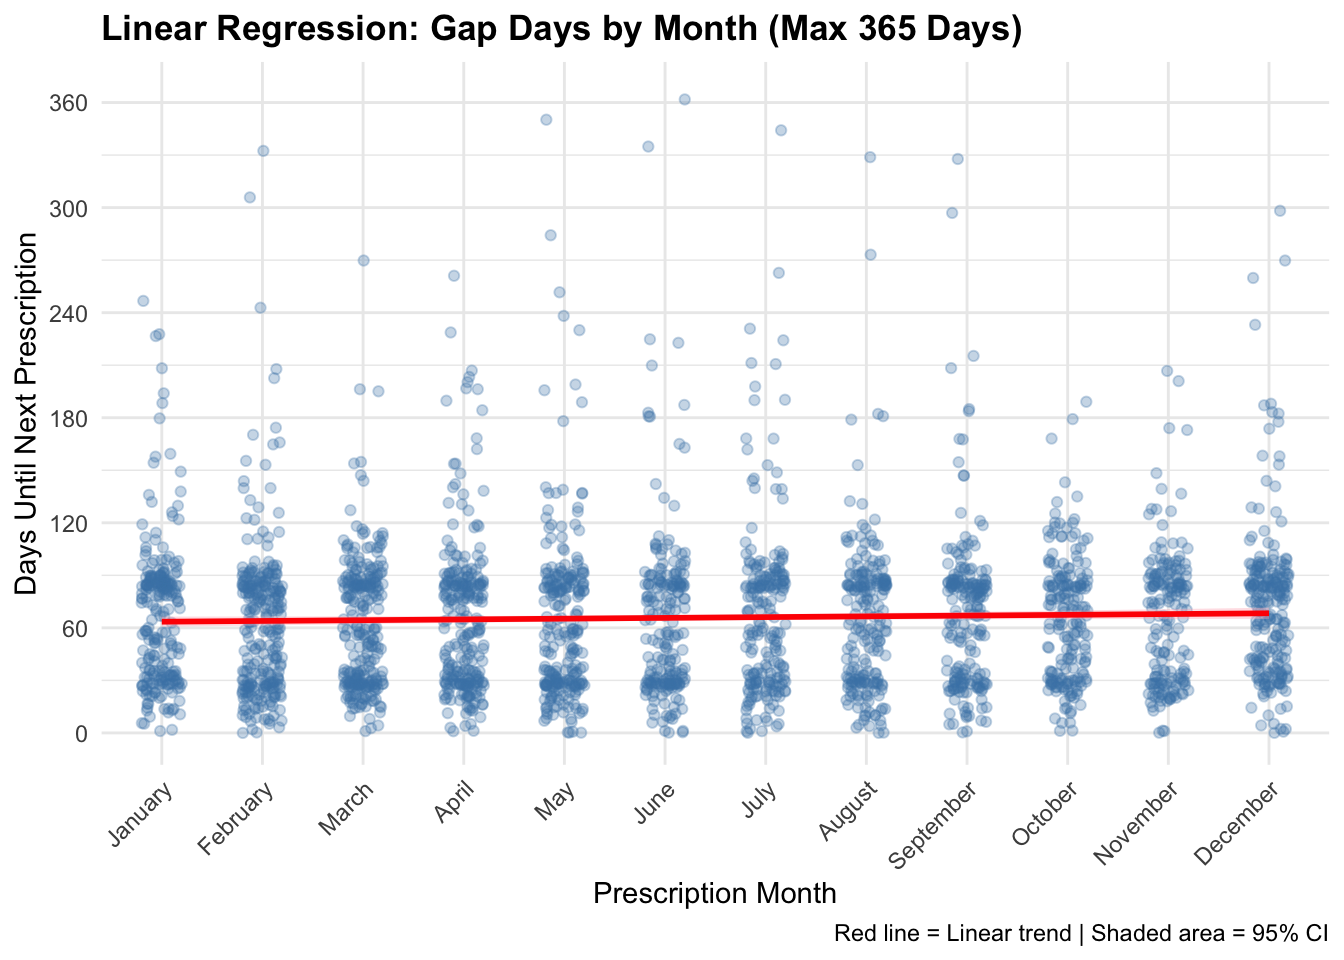 Linear Regression: Gap Days by Month (Max 365 Days)
Days Until Next Prescription
360
300
240
180
120
60
0
January
February
March
April
May
June
July
August
September
October
November
December
Prescription Month
Red line = Linear trend | Shaded area = 95% CI